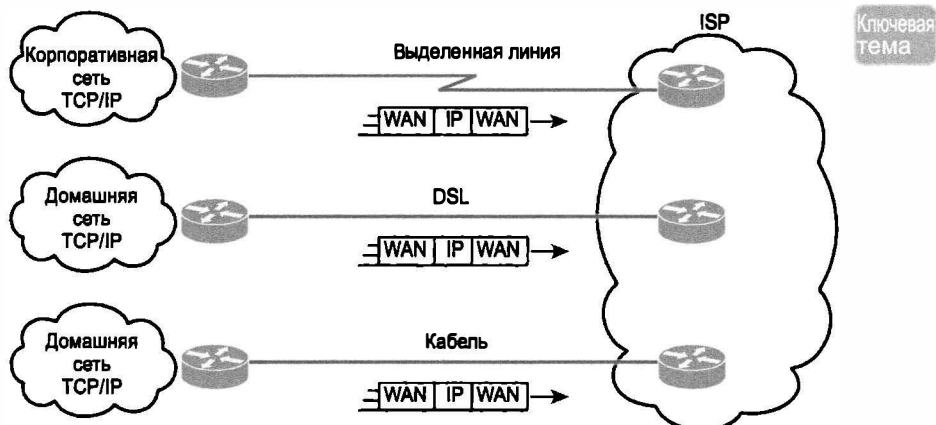 ISP
Ключевая
тема
Корпоративная
сеть
TCP/IP
Выделенная линия
WAN IP WAN
Домашняя
сеть
TCP/IP
DSL
WAN IP WAN
Домашняя
сеть
TCP/IP
Кабель
WAN IP WAN